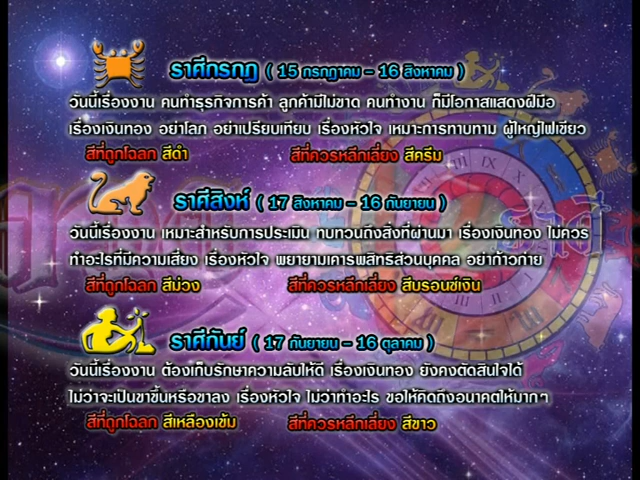 ราศีกรกฎ ( 15 กรกฎาคม – 16 สิงหาคม )
วันนี้เรื่องงาน คนทำธุรกิจการค้า ลูกค้ามีไม่ขาด คนทำงาน ก็มีโอกาสแสดงฝีมือ
เรื่องเงินทอง อย่าโลภ อย่าเปรียบเทียบ เรื่องหัวใจ เหมาะการทาบทาม ผู้ใหญ่ไฟเขียว
สีที่ถูกโฉลก สีดำ สีที่ควรหลีกเลี่ยง สีครีม
ราศีสิงห์ ( 17 สิงหาคม – 16 กันยายน )
วันนี้เรื่องงาน เหมาะสำหรับการประเมิน ทบทวนถึงสิ่งที่ผ่านมา เรื่องเงินทอง ไม่ควร
ทำอะไรที่มีความเสี่ยง เรื่องหัวใจ พยายามเคารพสิทธิส่วนบุคคล อย่าก้าวก่าย
สีที่ถูกโฉลก สีม่วง สีที่ควรหลีกเลี่ยง สีบรอนซ์เงิน
ราศีกันย์ ( 17 กันยายน – 16 ตุลาคม )
วันนี้เรื่องงาน ต้องเก็บรักษาความลับให้ดี เรื่องเงินทอง ยังคงตัดสินใจได้
ไม่ว่าจะเป็นขาขึ้นหรือขาลง เรื่องหัวใจ ไม่ว่าทำอะไร ขอให้คิดถึงอนาคตให้มากๆ
สีที่ถูกโฉลก สีเหลืองเข้ม สีที่ควรหลีกเลี่ยง สีขาว